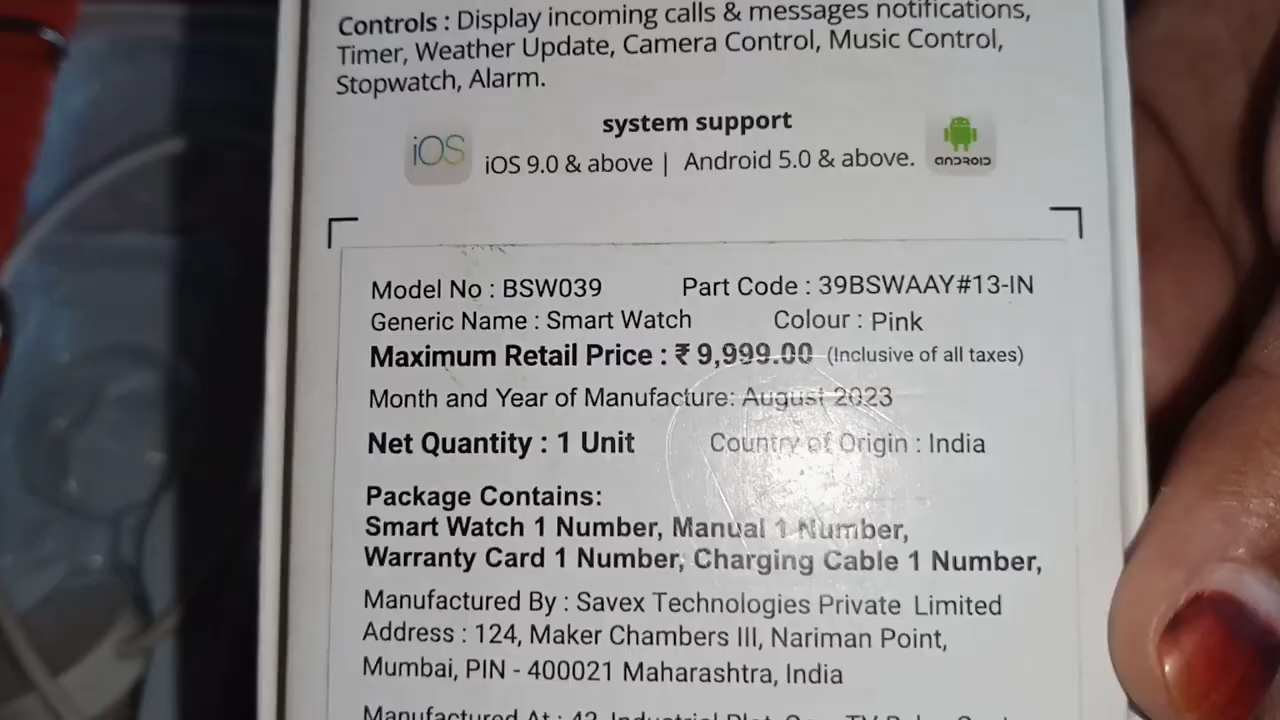 Controls : Display incoming calls & messages notifications,
Timer, Weather Update, Camera Control, Music Control,
Stopwatch, Alarm.
system support
iOS iOS 9.0 & above | Android 5.0 & above. ANDROID
Model No : BSW039 Part Code : 39BSWAAY#13-IN
Generic Name : Smart Watch Colour : Pink
Maximum Retail Price : ₹ 9,999.00 (Inclusive of all taxes)
Month and Year of Manufacture: August 2023
Net Quantity : 1 Unit Country of Origin : India
Package Contains:
Smart Watch 1 Number, Manual 1 Number,
Warranty Card 1 Number, Charging Cable 1 Number,
Manufactured By : Savex Technologies Private Limited
Address : 124, Maker Chambers III, Nariman Point,
Mumbai, PIN - 400021 Maharashtra, India
Manufactured At : 42, Industrial Plot,